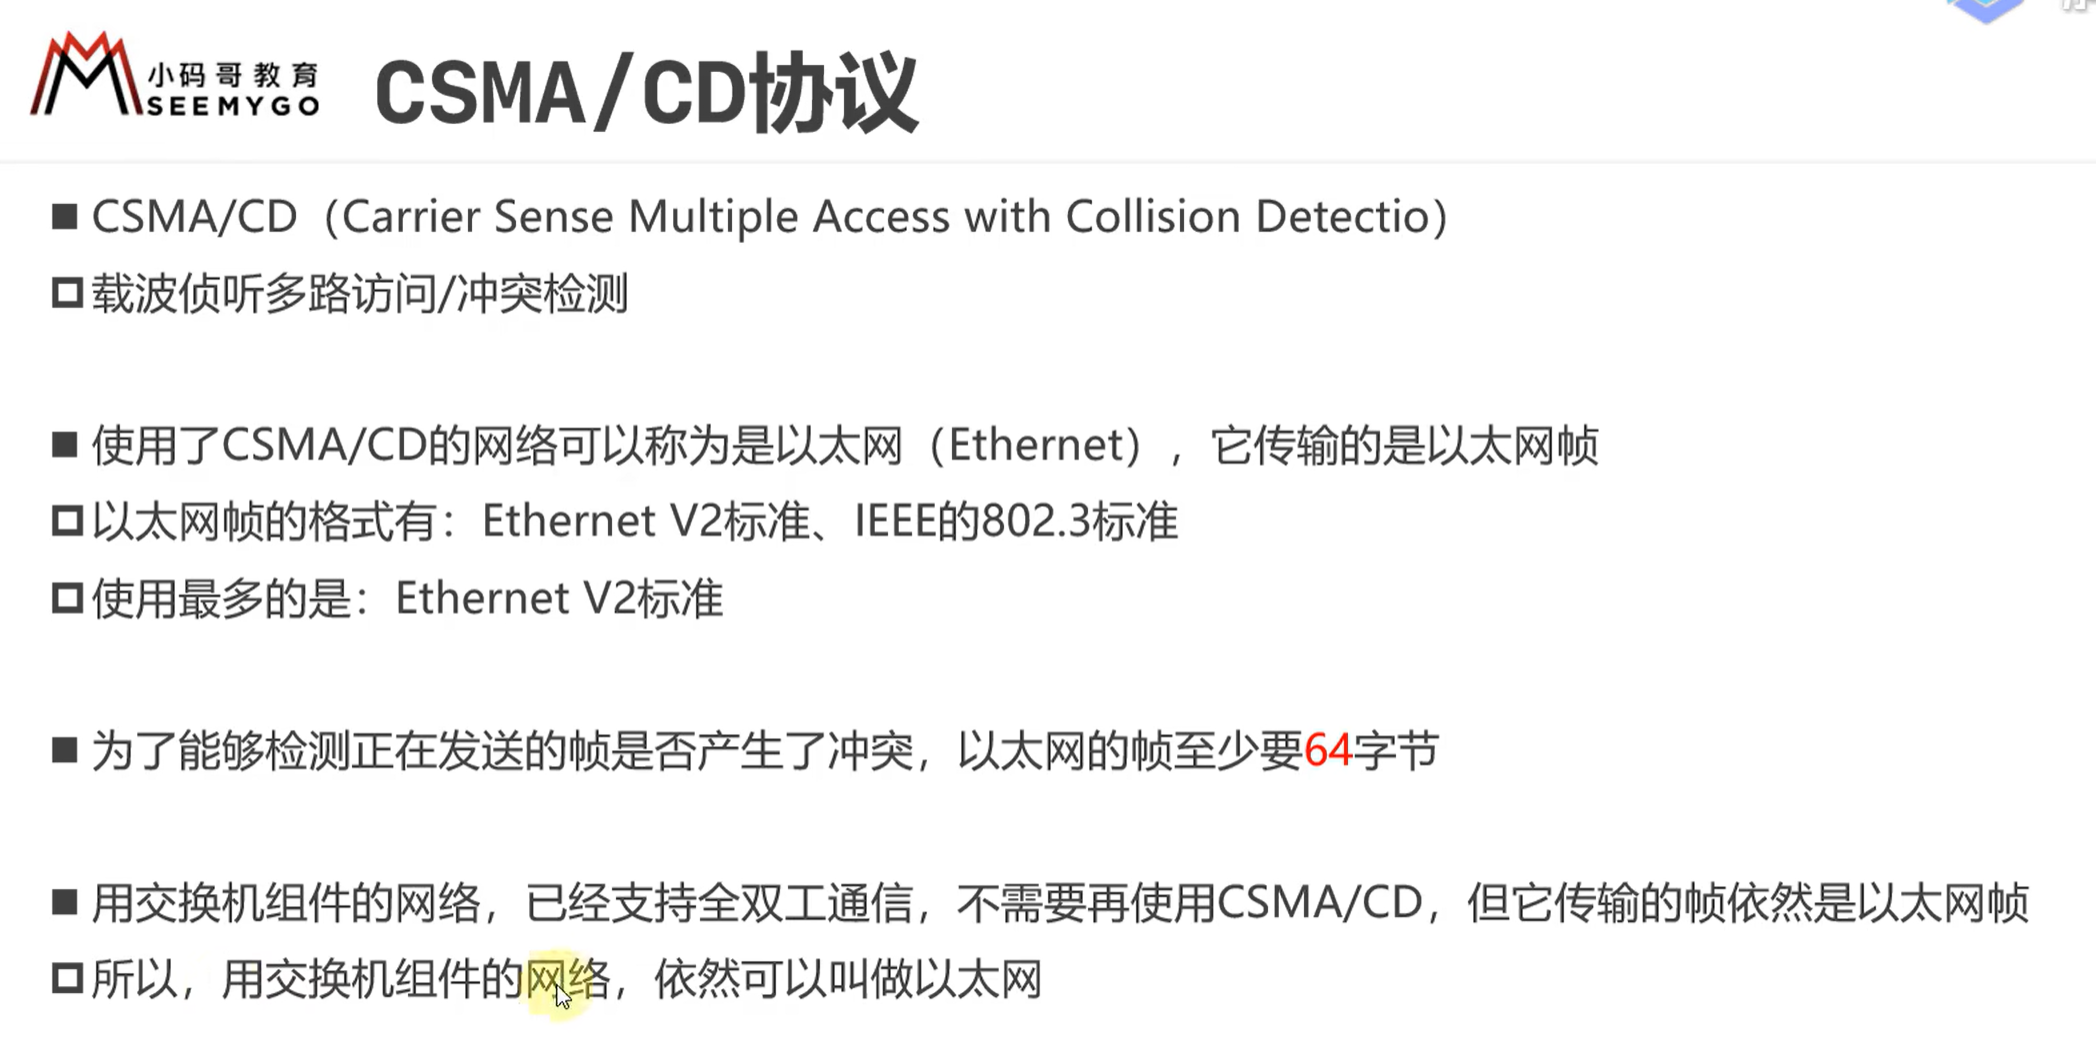 小码哥教育
SEEMYGO
CSMA/CD协议
■ CSMA/CD（Carrier Sense Multiple Access with Collision Detectio）
载波侦听多路访问/冲突检测
■ 使用了CSMA/CD的网络可以称为是以太网（Ethernet），它传输的是以太网帧
以太网帧的格式有：Ethernet V2标准、IEEE的802.3标准
使用最多的是：Ethernet V2标准
■ 为了能够检测正在发送的帧是否产生了冲突，以太网的帧至少要64字节
■ 用交换机组件的网络，已经支持全双工通信，不需要再使用CSMA/CD，但它传输的帧依然是以太网帧
所以，用交换机组件的网络，依然可以叫做以太网